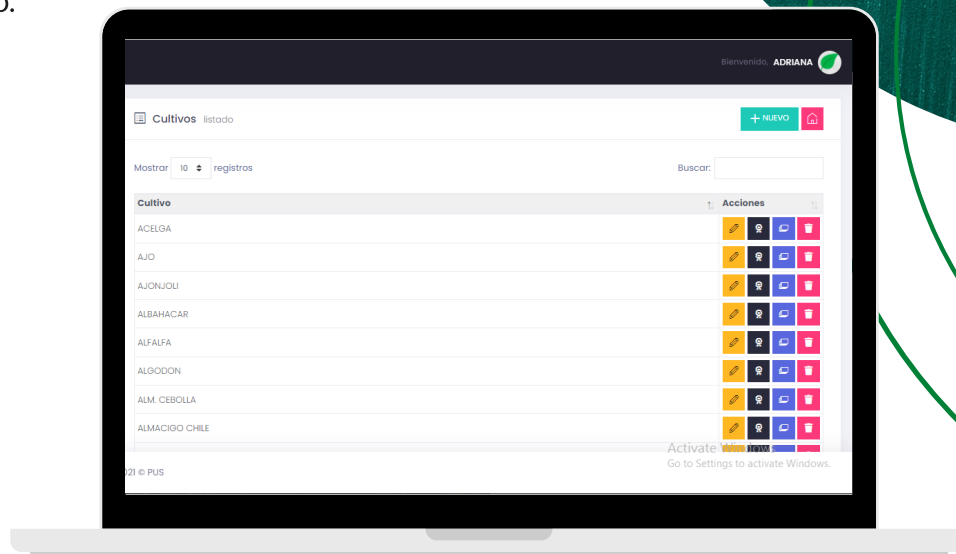 o.
Bienvenido, ADRIANA
Cultivos listado
+ NUEVO
Mostrar 10 registros
Buscar:
Cultivo Acciones
ACELGA
AJO
AJONJOLI
ALBAHACAR
ALFALFA
ALGODON
ALM. CEBOLLA
ALMACIGO CHILE
Activate Windows
Go to Settings to activate Windows.
021 © PUS